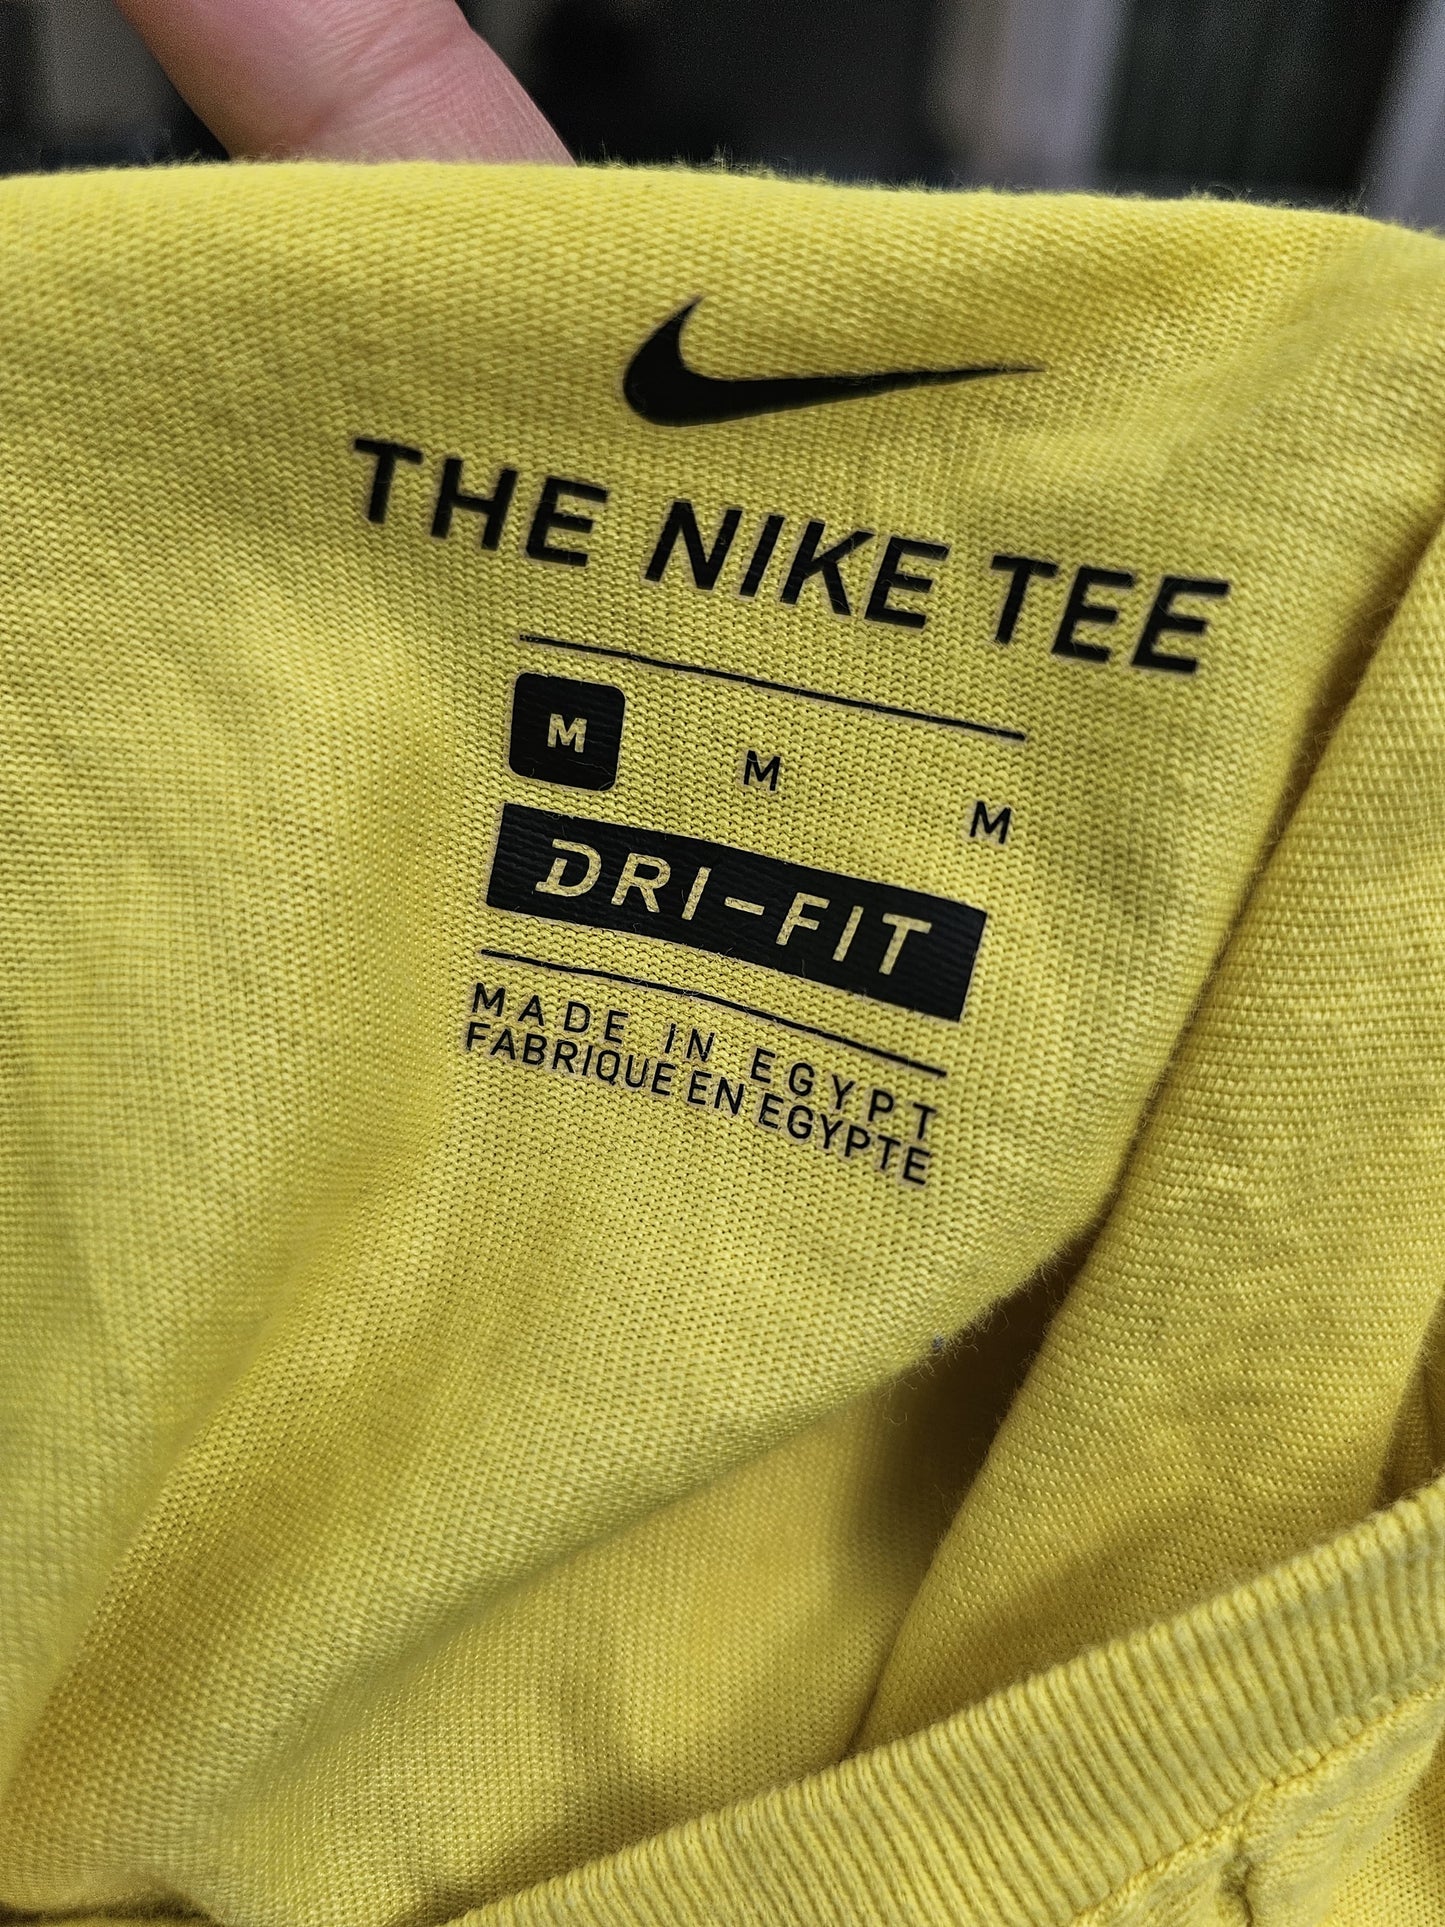 THE NIKE TEE
M M M
DRI-FIT
MADE IN EGYPT
FABRIQUE EN EGYPTE